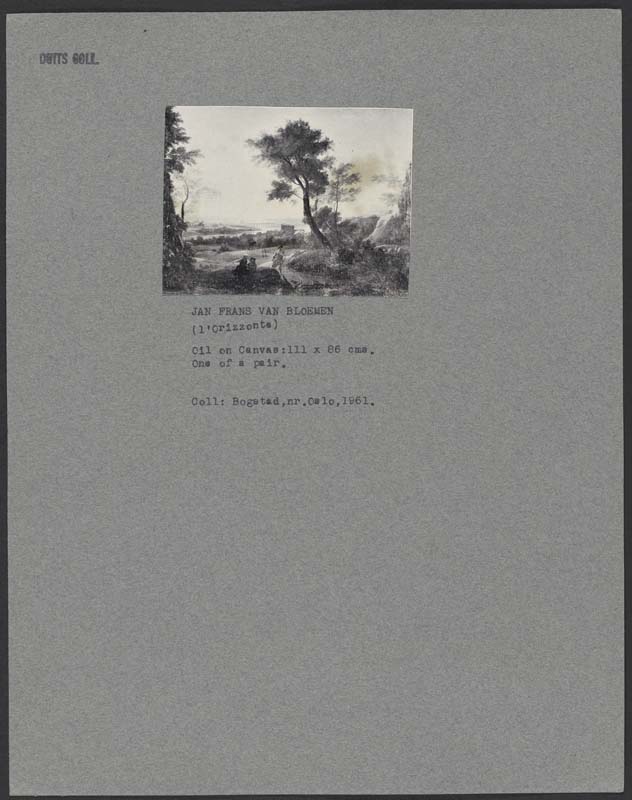 DUITS COLL.
JAN FRANS VAN BLOEMEN
(l'Orizzonte)
Oil on Canvas:111 x 86 cms.
One of a pair.
Coll: Bogstad,nr.Oslo,1961.